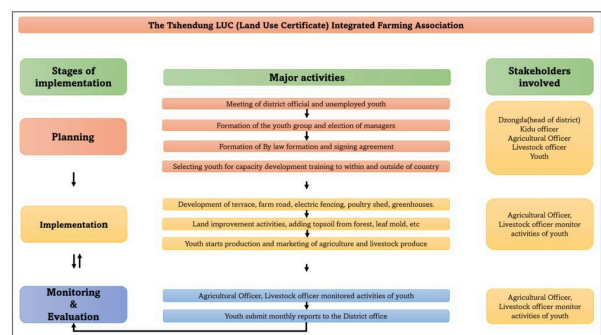 The Tshendung LUC (Land Use Certificate) Integrated Farming Association
Stages of
implementation
Major activities
Stakeholders
involved
Planning
Meeting of district official and unemployed youth
Formation of the youth group and election of managers
Formation of By law formation and signing agreement
Selecting youth for capacity development training to within and outside of country
Dzongda(head of district)
Kidu officer
Agricultural Officer
Livestock officer
Youth
Implementation
Development of terrace, farm road, electric fencing, poultry shed, greenhouses.
Land improvement activities, adding topsoil from forest, leaf mold, etc
Youth starts production and marketing of agriculture and livestock produce
Agricultural Officer,
Livestock officer monitor
activities of youth
Monitoring
&
Evaluation
Agricultural Officer, Livestock officer monitored activities of youth
Youth submit monthly reports to the District office
Agricultural Officer,
Livestock officer monitor
activities of youth